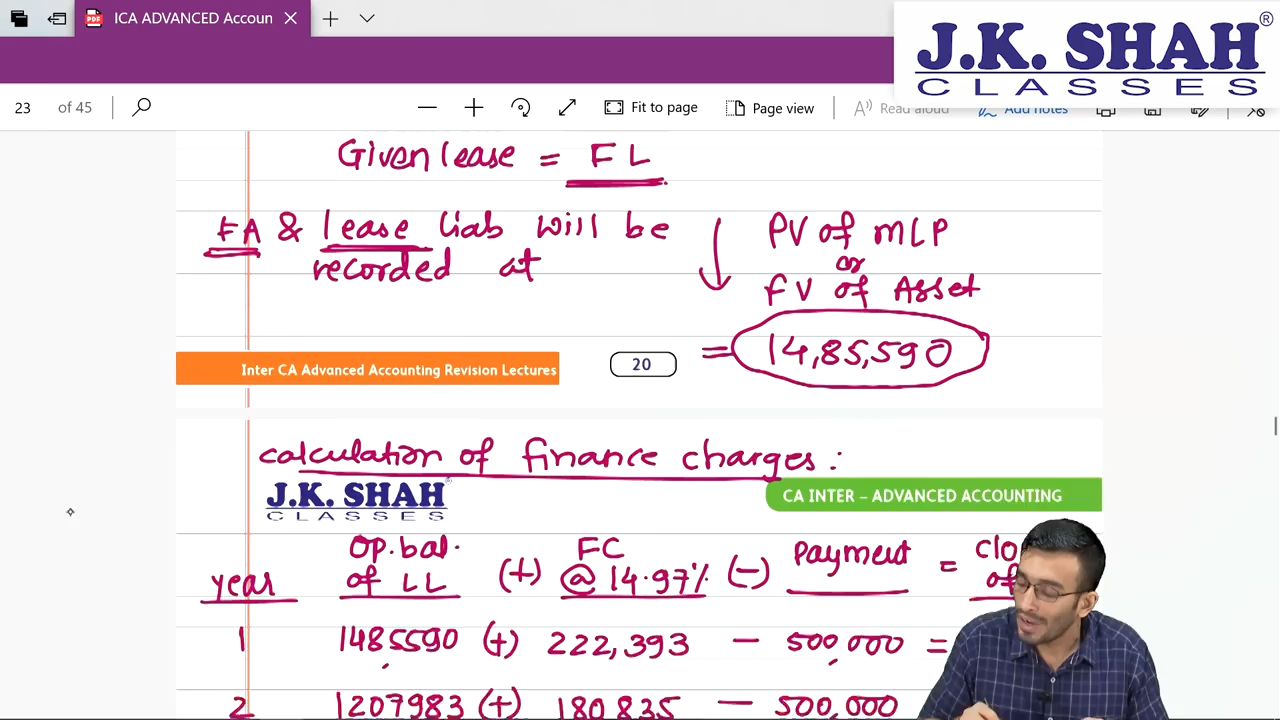 ICA ADVANCED Accoun
J.K. SHAH®
CLASSES
23 of 45
Fit to page
Page view
Read aloud
Add notes
Given lease = FL
FA & lease liab will be
recorded at
PV of MLP
or
FV of Asset
= 14,85,590
Inter CA Advanced Accounting Revision Lectures
20
calculation of finance charges :
J.K. SHAH®
CLASSES
CA INTER – ADVANCED ACCOUNTING
year Op. bal. of LL (+) FC @ 14.97% (-) payment =
1 1485590 (+) 222,393 - 500,000 =
2 1207983 (+) 180835 - 500,000